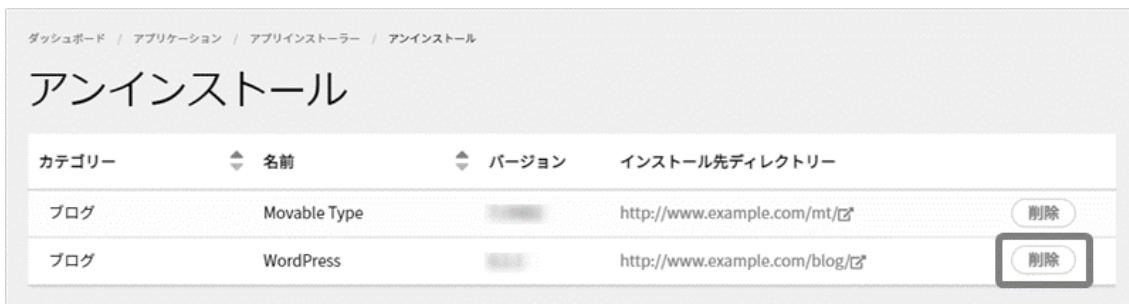 ダッシュボード / アプリケーション / アプリインストーラー / アンインストール
アンインストール
カテゴリー 名前 バージョン インストール先ディレクトリー
ブログ Movable Type http://www.example.com/mt/ 削除
ブログ WordPress http://www.example.com/blog/ 削除